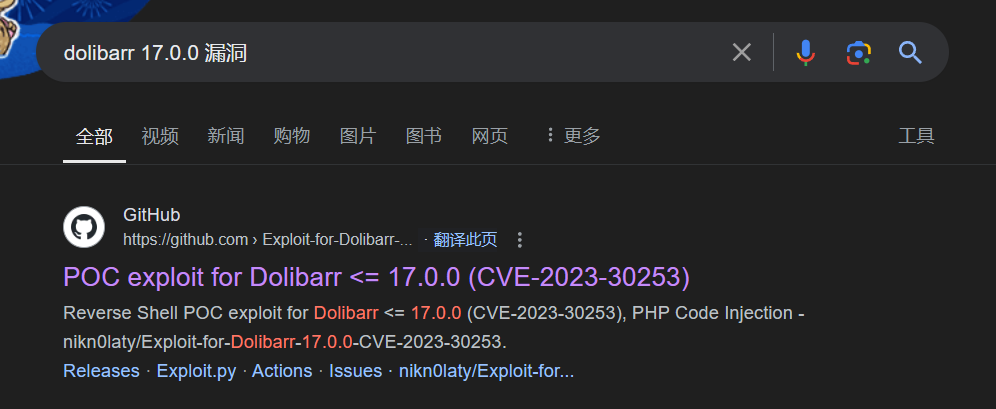 dolibarr 17.0.0 漏洞
全部 视频 新闻 购物 图片 图书 网页 更多 工具
GitHub
https://github.com › Exploit-for-Dolibarr-... · 翻译此页
POC exploit for Dolibarr <= 17.0.0 (CVE-2023-30253)
Reverse Shell POC exploit for Dolibarr <= 17.0.0 (CVE-2023-30253), PHP Code Injection -
nikn0laty/Exploit-for-Dolibarr-17.0.0-CVE-2023-30253.
Releases · Exploit.py · Actions · Issues · nikn0laty/Exploit-for...